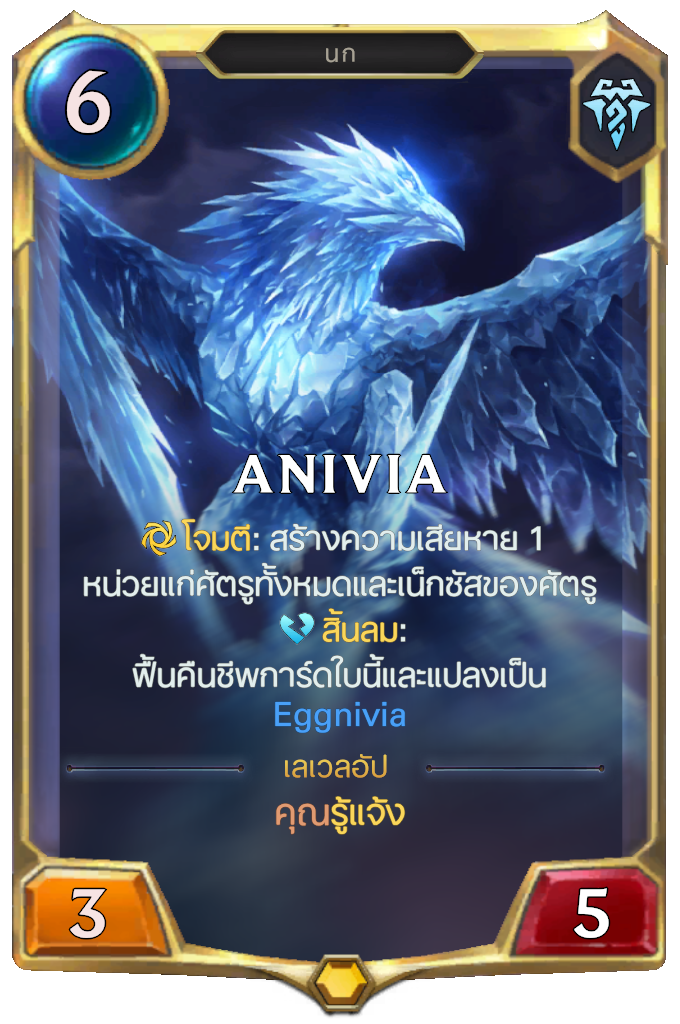 นก
6
ANIVIA
โจมตี: สร้างความเสียหาย 1
หน่วยแก่ศัตรูทั้งหมดและเน็กซัสของศัตรู
สิ้นลม:
ฟื้นคืนชีพการ์ดใบนี้และแปลงเป็น
Eggnivia
เลเวลอัป
คุณรู้แจ้ง
3
5